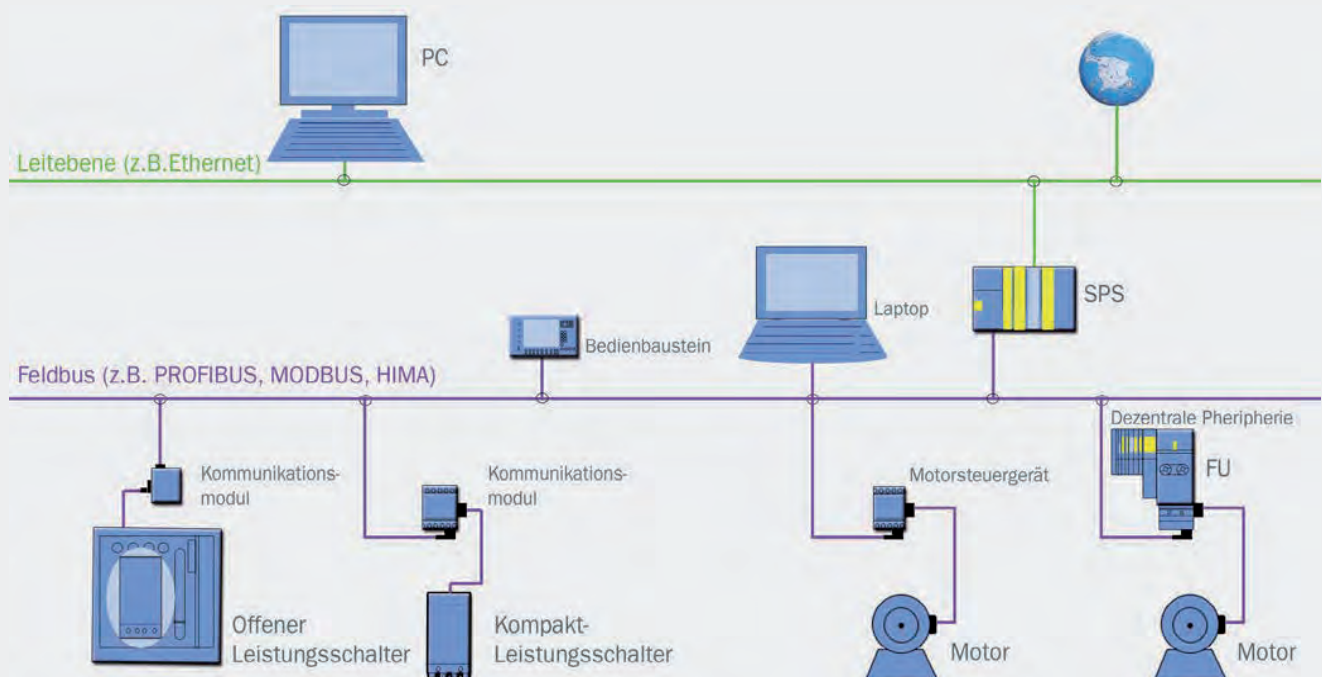 PC
Leitebene (z.B.Ethernet)
SPS
Laptop
Bedienbaustein
Feldbus (z.B. PROFIBUS, MODBUS, HIMA)
Dezentrale Pheripherie
FU
Kommunikations-
modul
Kommunikations-
modul
Motorsteuergerät
Offener
Leistungsschalter
Kompakt-
Leistungsschalter
Motor
Motor